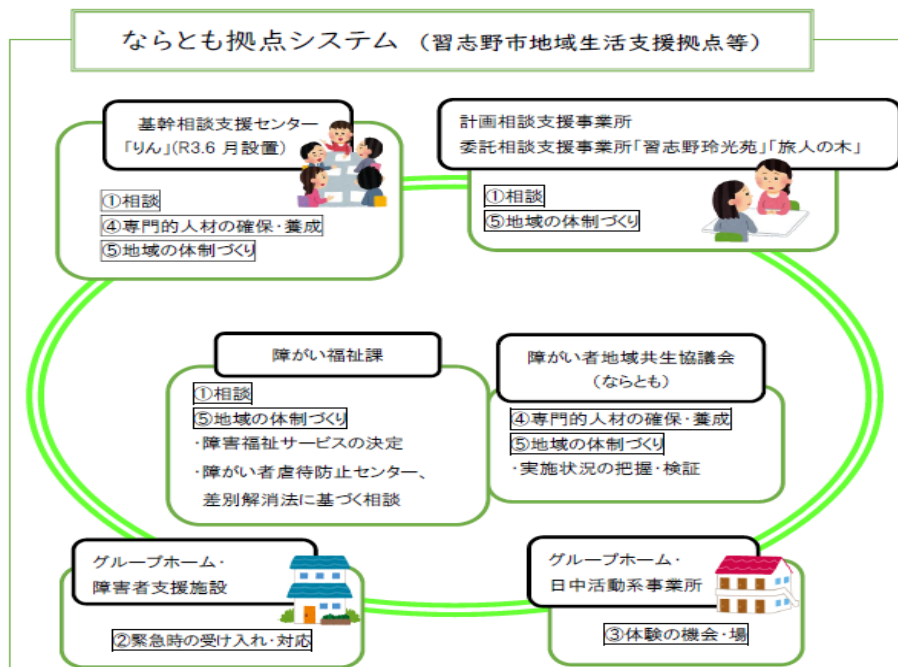 ならとも拠点システム（習志野市地域生活支援拠点等）
基幹相談支援センター
「りん」(R3.6 月設置)
①相談
④専門的人材の確保・養成
⑤地域の体制づくり
計画相談支援事業所
委託相談支援事業所「習志野玲光苑」「旅人の木」
①相談
⑤地域の体制づくり
障がい福祉課
①相談
⑤地域の体制づくり
・障害福祉サービスの決定
・障がい者虐待防止センター、
差別解消法に基づく相談
障がい者地域共生協議会
(ならとも)
④専門的人材の確保・養成
⑤地域の体制づくり
・実施状況の把握・検証
グループホーム・
障害者支援施設
②緊急時の受け入れ・対応
グループホーム・
日中活動系事業所
③体験の機会・場